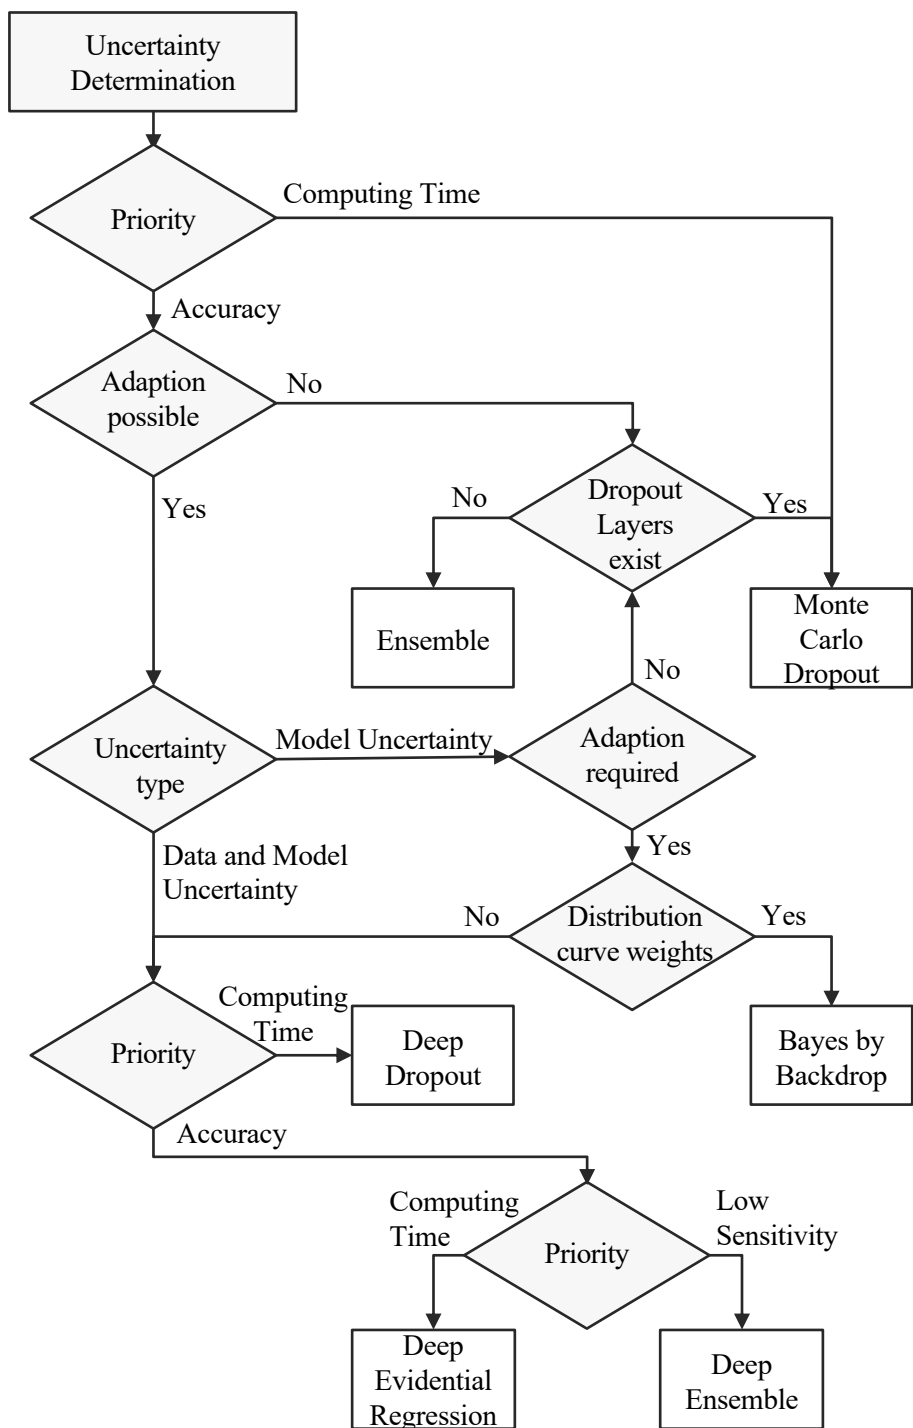 Uncertainty
Determination
Computing Time
Priority
Accuracy
Adaption
possible
No
Yes
No
Dropout
Layers
exist
Yes
Ensemble
Monte
Carlo
Dropout
No
Uncertainty
type
Model Uncertainty
Adaption
required
Yes
Data and Model
Uncertainty
No
Distribution
curve weights
Yes
Computing
Time
Priority
Deep
Dropout
Bayes by
Backdrop
Accuracy
Computing
Time
Priority
Low
Sensitivity
Deep
Evidential
Regression
Deep
Ensemble